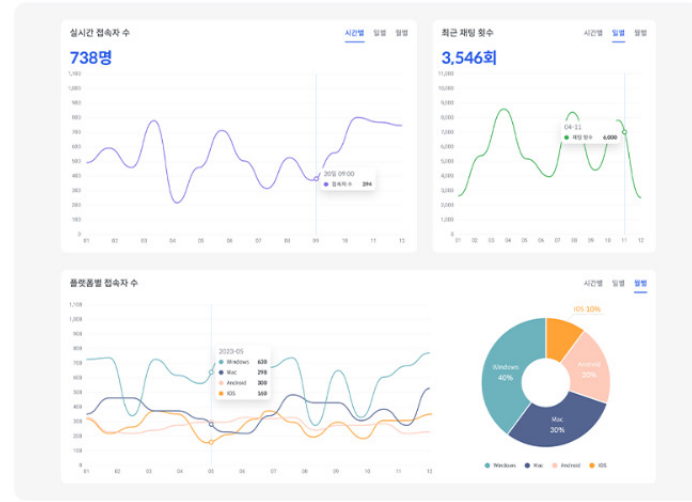 실시간 접속자 수
시간별 일별 월별
738명
1,000
900
800
700
600
500
400
300
200
100
0
20일 09:00
접속자 수 394
01 02 03 04 05 06 07 08 09 10 11 12
최근 채팅 횟수
시간별 일별 월별
3,546회
11,000
10,000
9,000
8,000
7,000
6,000
5,000
4,000
3,000
2,000
1,000
0
04-11
채팅 횟수 6,000
01 02 03 04 05 06 07 08 09 10 11 12
플랫폼별 접속자 수
시간별 일별 월별
1,100
1,000
900
800
700
600
500
400
300
200
100
0
2023-05
Windows 630
Mac 290
Android 300
iOS 160
01 02 03 04 05 06 07 08 09 10 11 12
iOS 10%
Windows
40%
Android
20%
Mac
30%
Windows Mac Android iOS